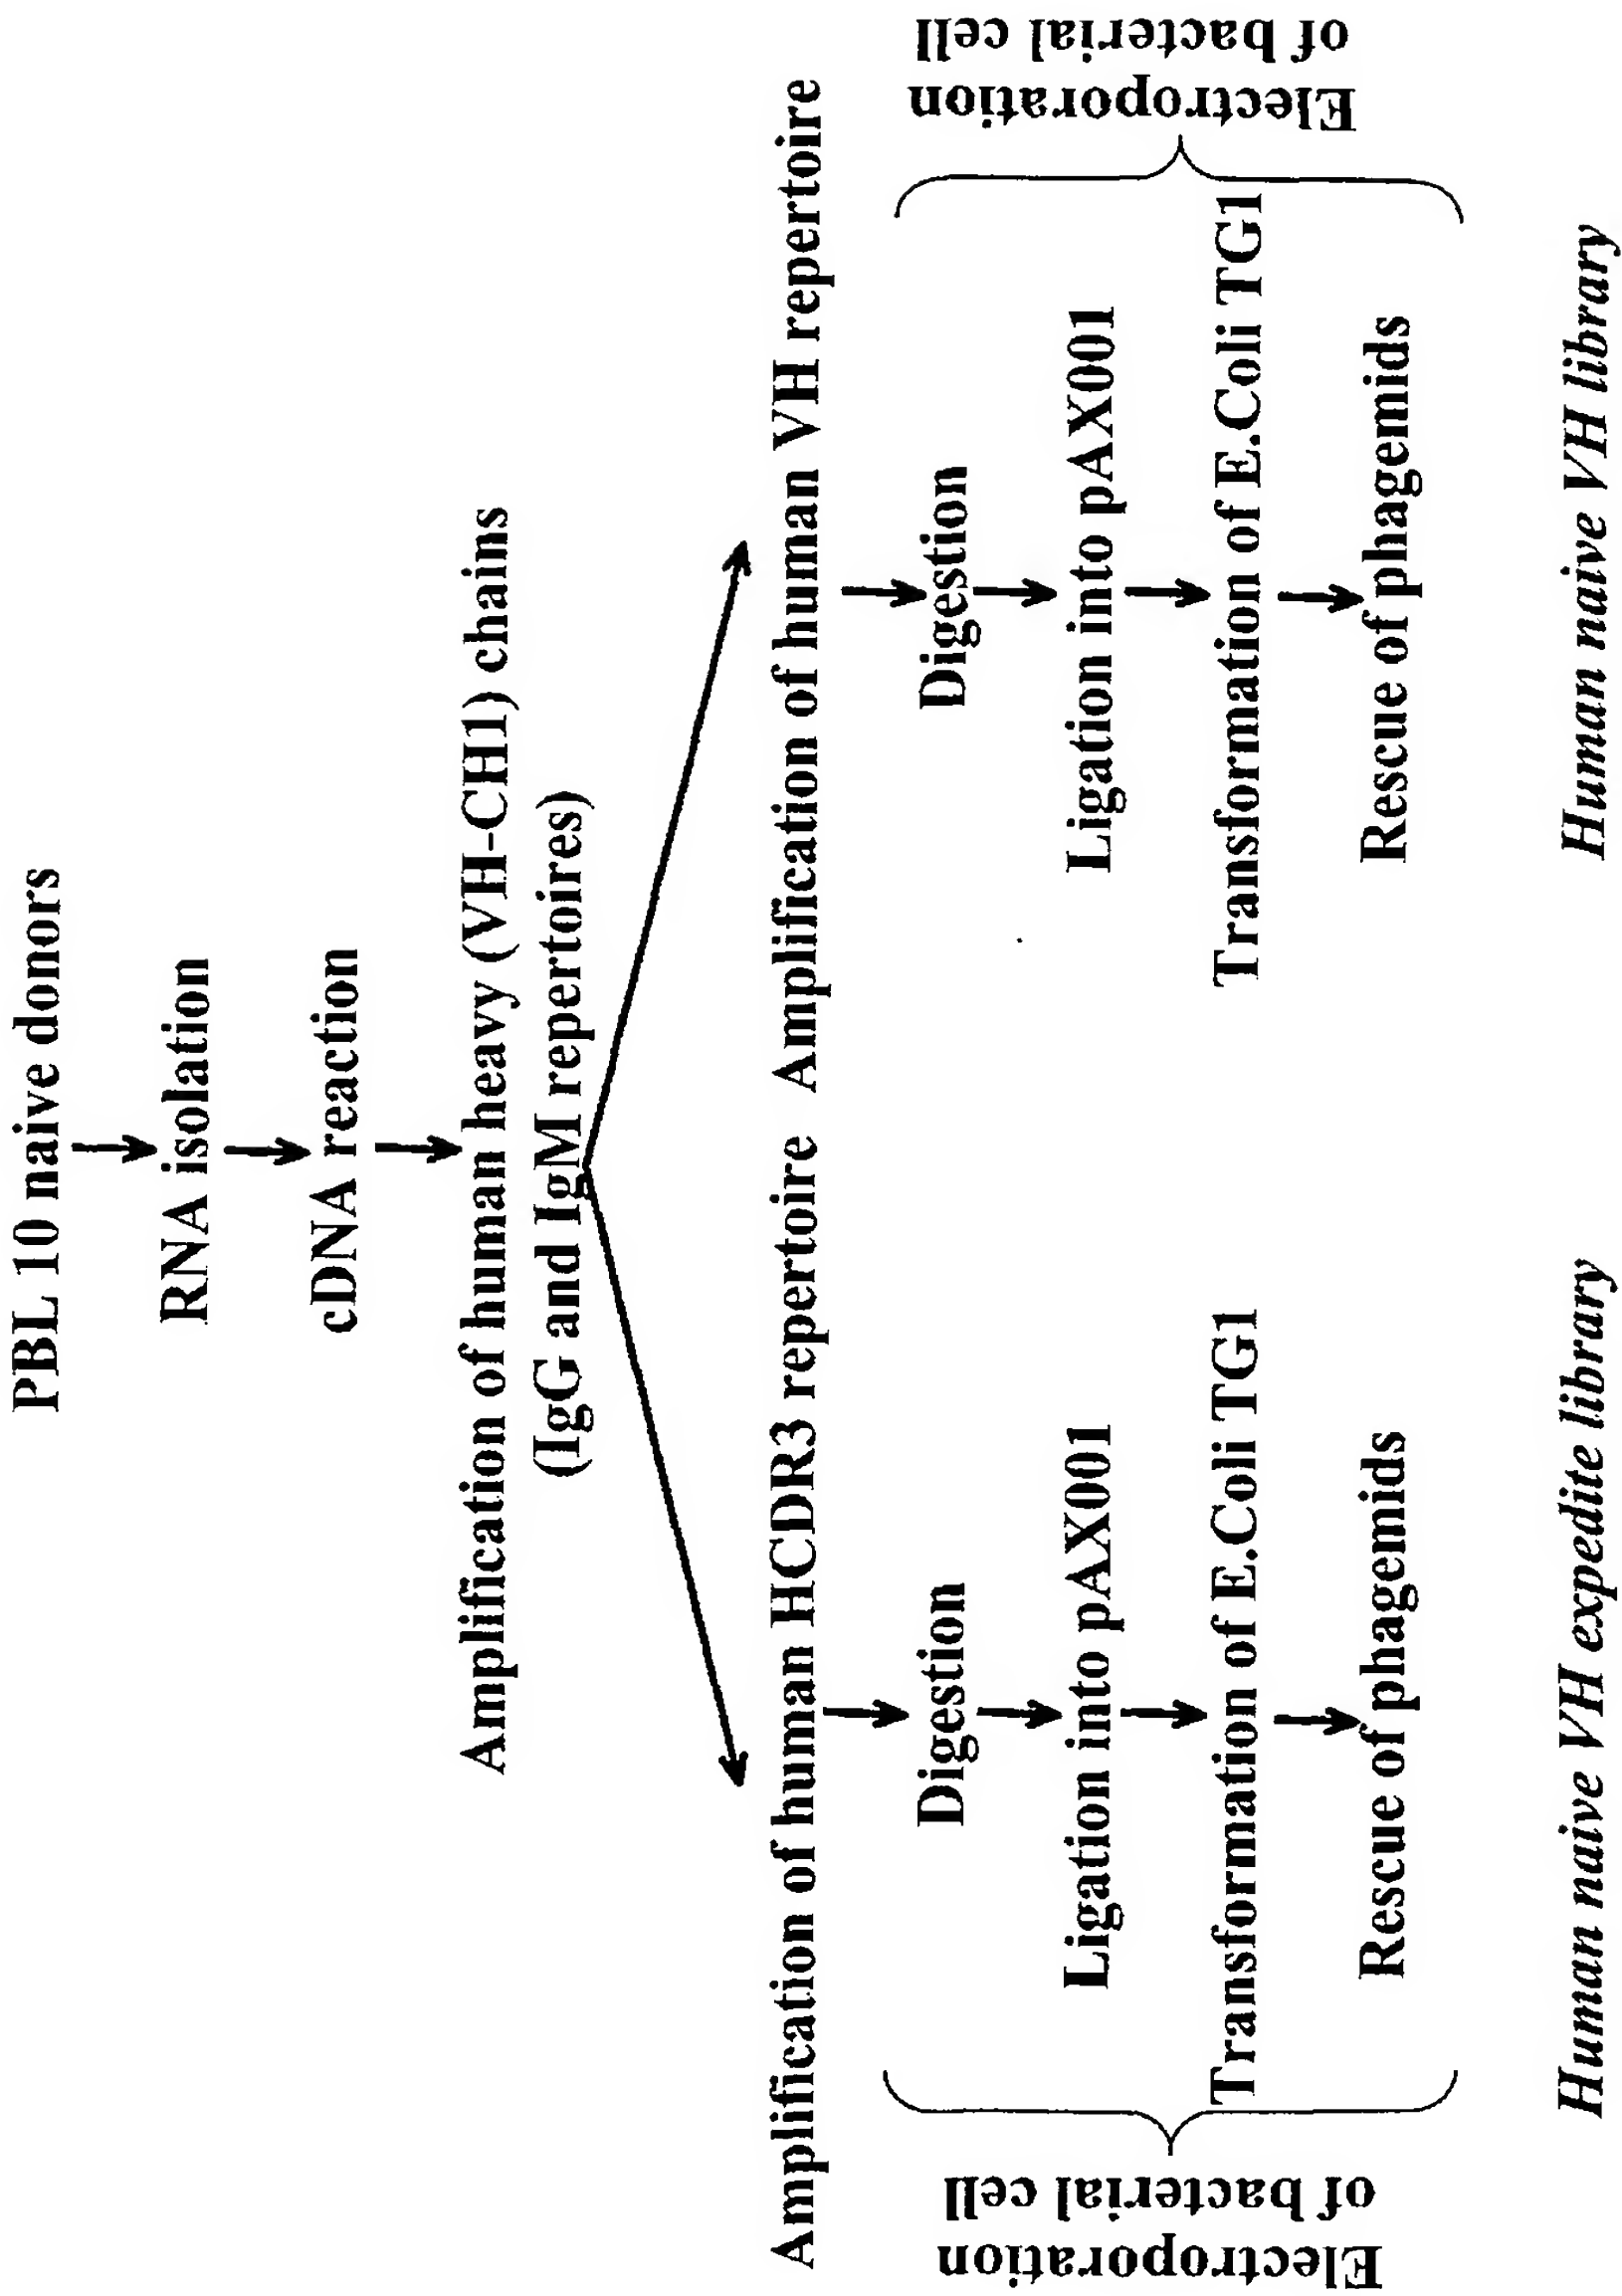 PBL 10 naive donors
RNA isolation
cDNA reaction
Amplification of human heavy (VH-CH1) chains
(IgG and IgM repertoires)
Amplification of human HCDR3 repertoire
Digestion
Ligation into pAX001
Transformation of E.Coli TG1
Rescue of phagemids
Electroporation
of bacterial cell
Human naive VH expedite library
Amplification of human VH repertoire
Digestion
Ligation into pAX001
Transformation of E.Coli TG1
Rescue of phagemids
Electroporation
of bacterial cell
Human naive VH library